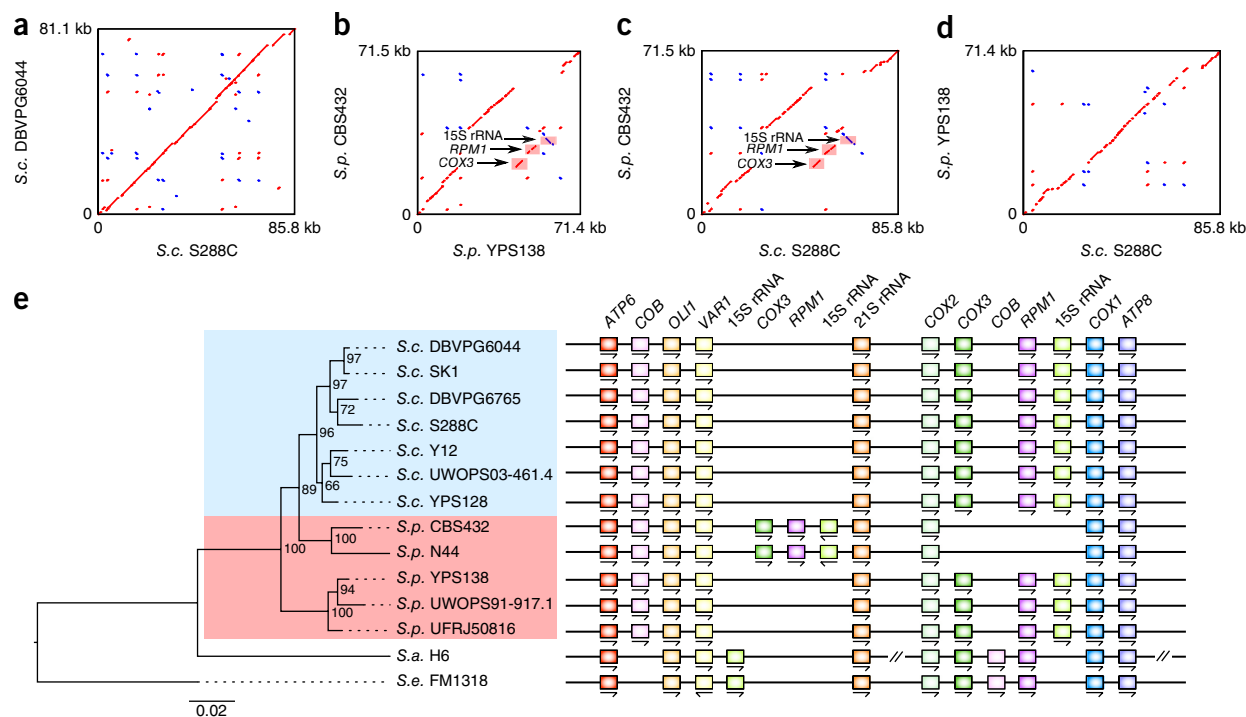 a
81.1 kb
S.c. DBVPG6044
0
0
85.8 kb
S.c. S288C
b
71.5 kb
S.p. CBS432
15S rRNA
RPM1
COX3
0
0
71.4 kb
S.p. YPS138
c
71.5 kb
S.p. CBS432
15S rRNA
RPM1
COX3
0
0
85.8 kb
S.c. S288C
d
71.4 kb
S.p. YPS138
0
0
85.8 kb
S.c. S288C
e
ATP6
COB
OLI1
VAR1
15S rRNA
COX3
RPM1
15S rRNA
21S rRNA
COX2
COX3
COB
RPM1
15S rRNA
COX1
ATP8
S.c. DBVPG6044
97
S.c. SK1
97
S.c. DBVPG6765
72
S.c. S288C
96
S.c. Y12
75
S.c. UWOPS03-461.4
89
66
S.c. YPS128
S.p. CBS432
100
100
S.p. N44
S.p. YPS138
94
S.p. UWOPS91-917.1
100
S.p. UFRJ50816
S.a. H6
//
//
S.e. FM1318
0.02